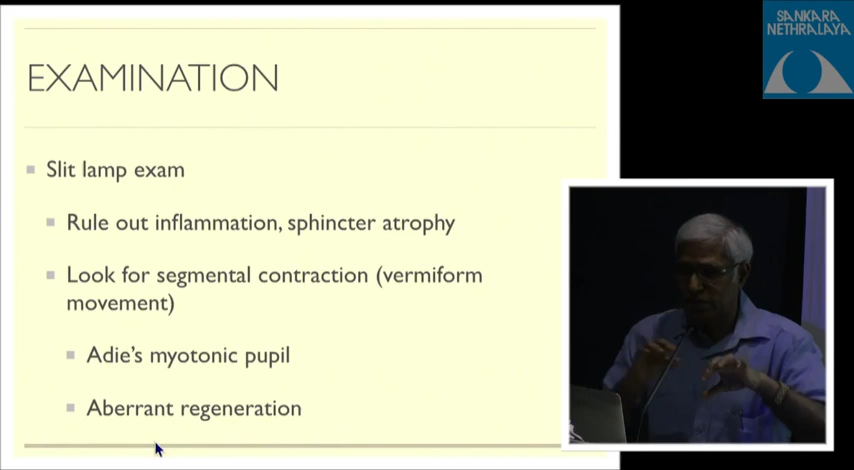 SANKARA
NETHRALAYA
EXAMINATION
Slit lamp exam
Rule out inflammation, sphincter atrophy
Look for segmental contraction (vermiform
movement)
Adie's myotonic pupil
Aberrant regeneration